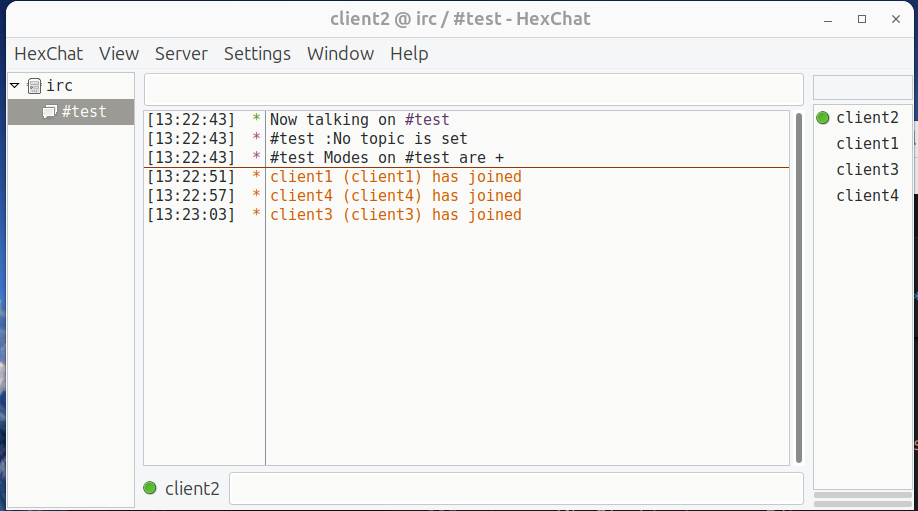 client2 @ irc / #test - HexChat
HexChat View Server Settings Window Help
irc
#test
[13:22:43] * Now talking on #test
[13:22:43] * #test :No topic is set
[13:22:43] * #test Modes on #test are +
[13:22:51] * client1 (client1) has joined
[13:22:57] * client4 (client4) has joined
[13:23:03] * client3 (client3) has joined
client2
client1
client3
client4
client2